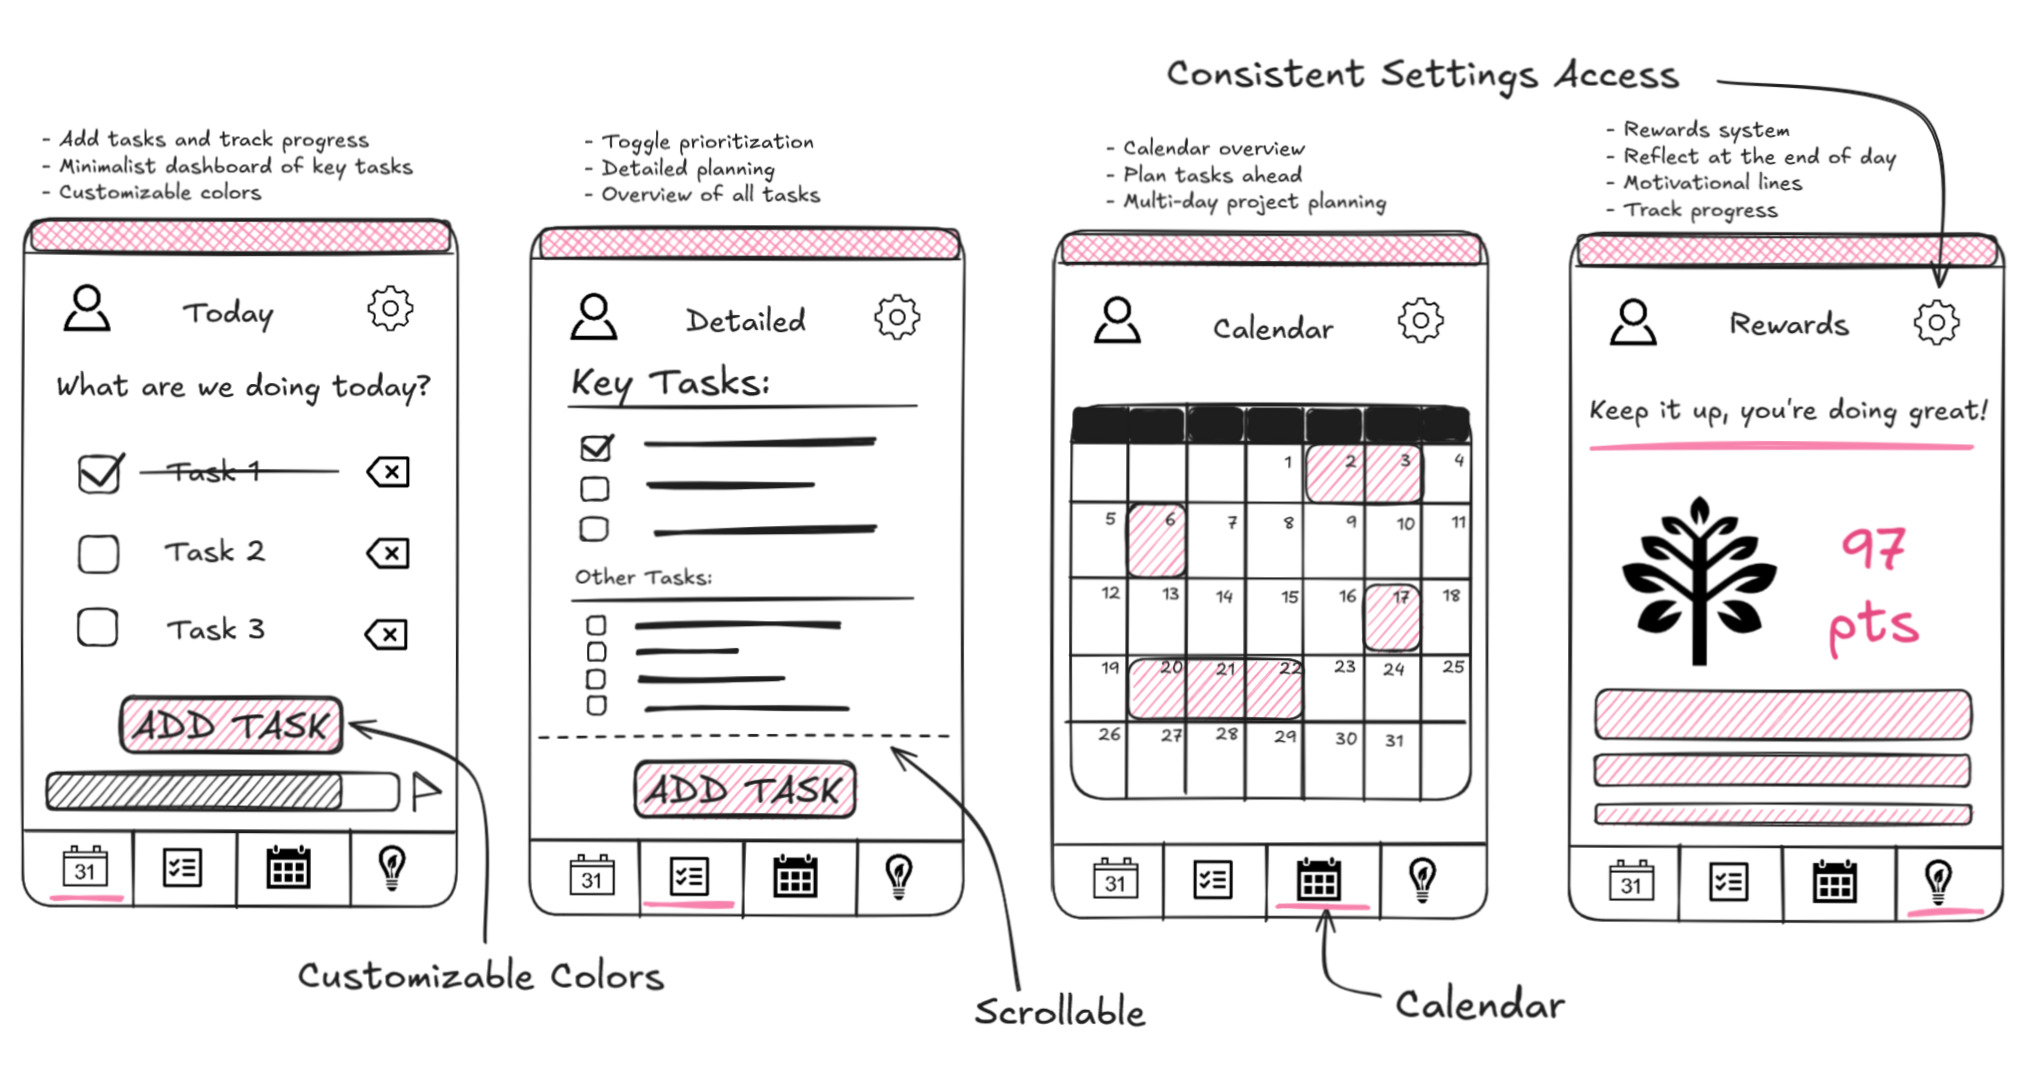 Consistent Settings Access
- Add tasks and track progress
- Minimalist dashboard of key tasks
- Customizable colors
Today
What are we doing today?
Task 1
Task 2
Task 3
ADD TASK
31
Customizable Colors
- Toggle prioritization
- Detailed planning
- Overview of all tasks
Detailed
Key Tasks:
Other Tasks:
ADD TASK
31
Scrollable
- Calendar overview
- Plan tasks ahead
- Multi-day project planning
Calendar
1 2 3 4
5 6 7 8 9 10 11
12 13 14 15 16 17 18
19 20 21 22 23 24 25
26 27 28 29 30 31
31
Calendar
- Rewards system
- Reflect at the end of day
- Motivational lines
- Track progress
Rewards
Keep it up, you're doing great!
97
pts
31